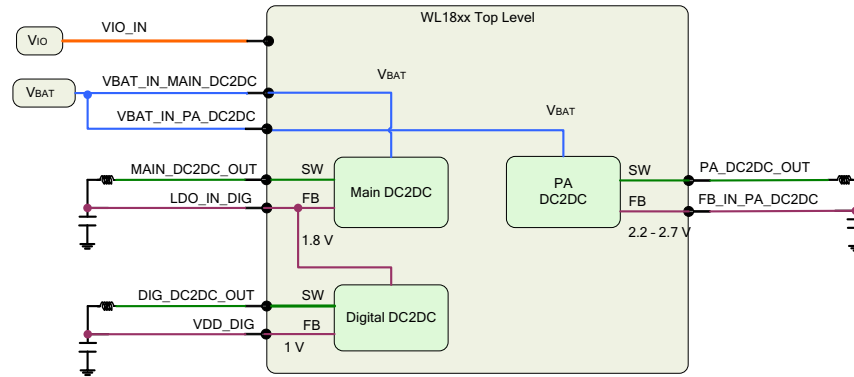 WL18xx Top Level
VIO
VIO_IN
VBAT
VBAT_IN_MAIN_DC2DC
VBAT
VBAT_IN_PA_DC2DC
VBAT
MAIN_DC2DC_OUT
SW
LDO_IN_DIG
FB
Main DC2DC
1.8 V
PA
DC2DC
SW
PA_DC2DC_OUT
FB
FB_IN_PA_DC2DC
2.2 – 2.7 V
DIG_DC2DC_OUT
SW
VDD_DIG
FB
Digital DC2DC
1 V